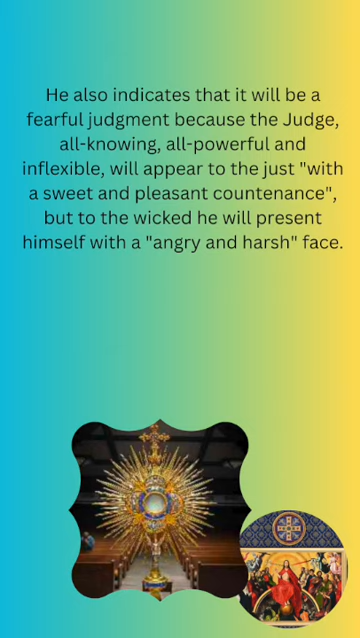 He also indicates that it will be a
fearful judgment because the Judge,
all-knowing, all-powerful and
inflexible, will appear to the just "with
a sweet and pleasant countenance",
but to the wicked he will present
himself with a "angry and harsh" face.